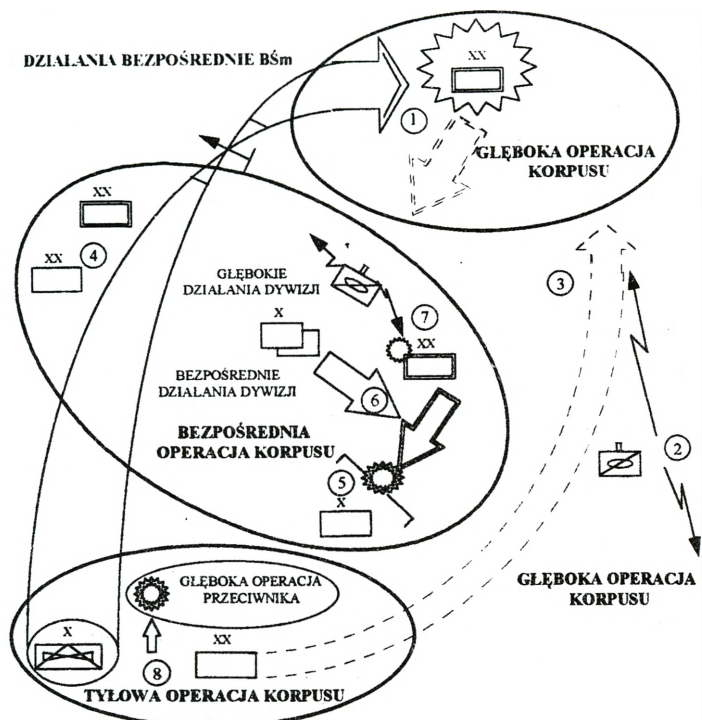 DZIAŁANIA BEZPOŚREDNIE BŚm
XX
1
GŁĘBOKA OPERACJA
KORPUSU
XX
XX
4
3
GŁĘBOKIE
DZIAŁANIA DYWIZJI
7
X
XX
BEZPOŚREDNIE
DZIAŁANIA DYWIZJI
6
BEZPOŚREDNIA
OPERACJA KORPUSU
2
5
X
GŁĘBOKA OPERACJA
PRZECIWNIKA
GŁĘBOKA OPERACJA
KORPUSU
X
XX
8
TYŁOWA OPERACJA KORPUSU